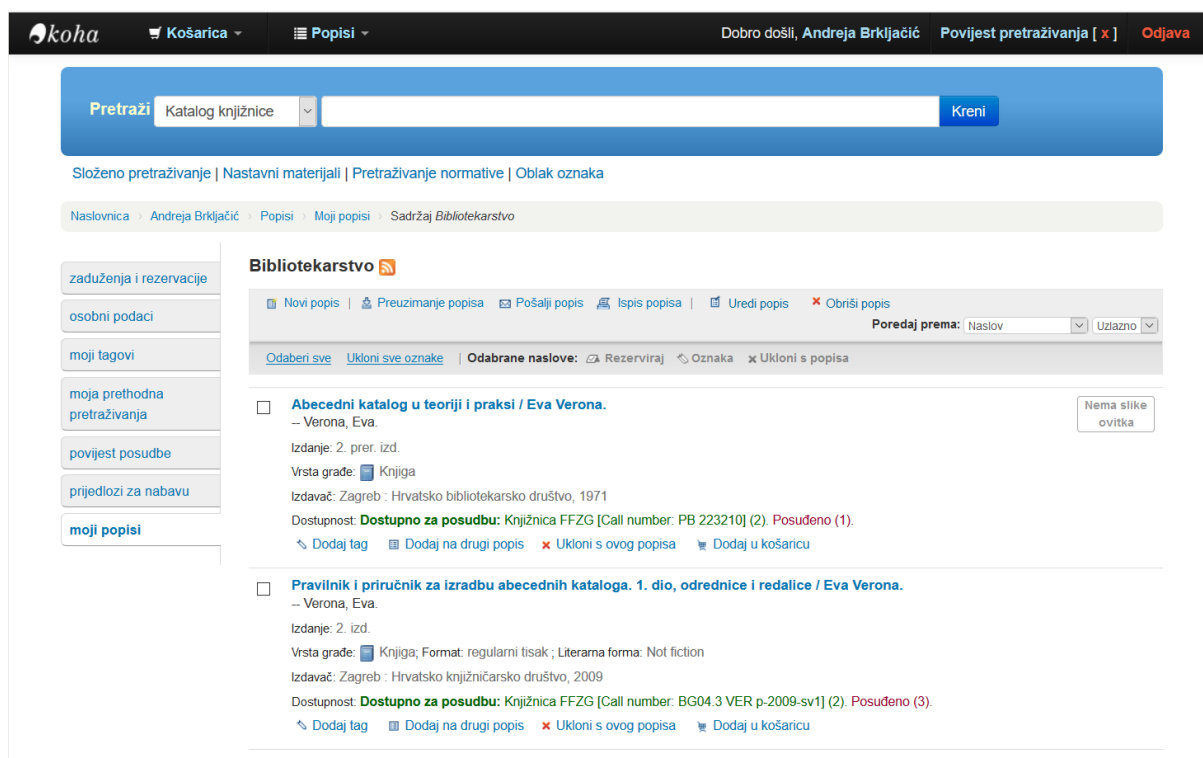 koha Košarica Popisi Dobro došli, Andreja Brkljačić Povijest pretraživanja [ x ] Odjava
Pretraži Katalog knjižnice Kreni
Složeno pretraživanje | Nastavni materijali | Pretraživanje normative | Oblak oznaka
Naslovnica › Andreja Brkljačić › Popisi › Moji popisi › Sadržaj Bibliotekarstvo
zaduženja i rezervacije
osobni podaci
moji tagovi
moja prethodna
pretraživanja
povijest posudbe
prijedlozi za nabavu
moji popisi
Bibliotekarstvo
Novi popis | Preuzimanje popisa Pošalji popis Ispis popisa | Uredi popis Obriši popis
Poredaj prema: Naslov Uzlazno
Odaberi sve Ukloni sve oznake | Odabrane naslove: Rezerviraj Oznaka Ukloni s popisa
Abecedni katalog u teoriji i praksi / Eva Verona.
-- Verona, Eva.
Izdanje: 2. prer. izd.
Vrsta građe: Knjiga
Izdavač: Zagreb : Hrvatsko bibliotekarsko društvo, 1971
Dostupnost: Dostupno za posudbu: Knjižnica FFZG [Call number: PB 223210] (2). Posuđeno (1).
Dodaj tag Dodaj na drugi popis Ukloni s ovog popisa Dodaj u košaricu
Nema slike
ovitka
Pravilnik i priručnik za izradbu abecednih kataloga. 1. dio, odrednice i redalice / Eva Verona.
-- Verona, Eva.
Izdanje: 2. izd.
Vrsta građe: Knjiga; Format: regularni tisak ; Literarna forma: Not fiction
Izdavač: Zagreb : Hrvatsko knjižničarsko društvo, 2009
Dostupnost: Dostupno za posudbu: Knjižnica FFZG [Call number: BG04.3 VER p-2009-sv1] (2). Posuđeno (3).
Dodaj tag Dodaj na drugi popis Ukloni s ovog popisa Dodaj u košaricu